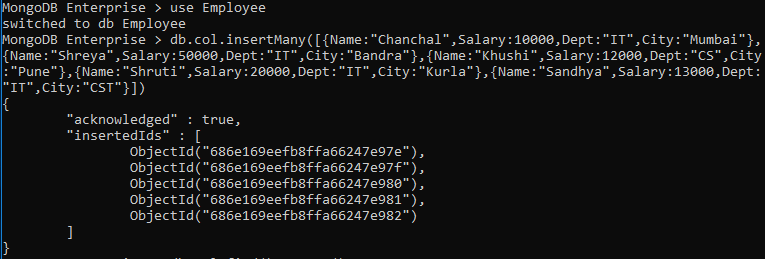 MongoDB Enterprise > use Employee
switched to db Employee
MongoDB Enterprise > db.col.insertMany([{Name:"Chanchal",Salary:10000,Dept:"IT",City:"Mumbai"},
{Name:"Shreya",Salary:50000,Dept:"IT",City:"Bandra"},{Name:"Khushi",Salary:12000,Dept:"CS",City
:"Pune"},{Name:"Shruti",Salary:20000,Dept:"IT",City:"Kurla"},{Name:"Sandhya",Salary:13000,Dept:
"IT",City:"CST"}])
{
        "acknowledged" : true,
        "insertedIds" : [
                ObjectId("686e169eefb8ffa66247e97e"),
                ObjectId("686e169eefb8ffa66247e97f"),
                ObjectId("686e169eefb8ffa66247e980"),
                ObjectId("686e169eefb8ffa66247e981"),
                ObjectId("686e169eefb8ffa66247e982")
        ]
}